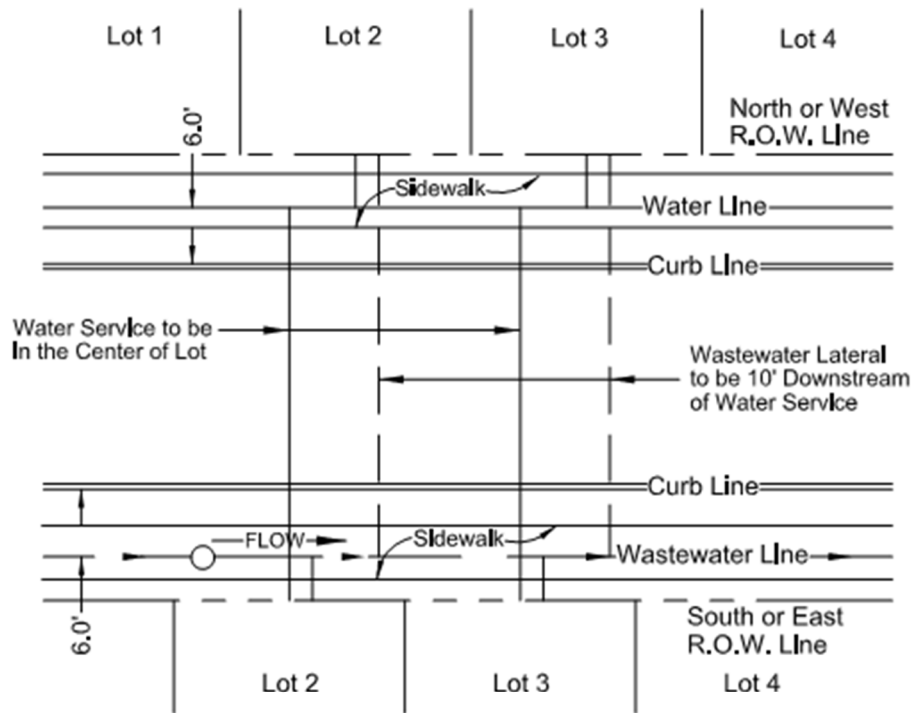 Lot 1
Lot 2
Lot 3
Lot 4
6.0'
North or West
R.O.W. Line
Sidewalk
Water Line
Curb Line
Water Service to be
in the Center of Lot
Wastewater Lateral
to be 10' Downstream
of Water Service
Curb Line
FLOW
Sidewalk
Wastewater Line
6.0'
South or East
R.O.W. Line
Lot 2
Lot 3
Lot 4